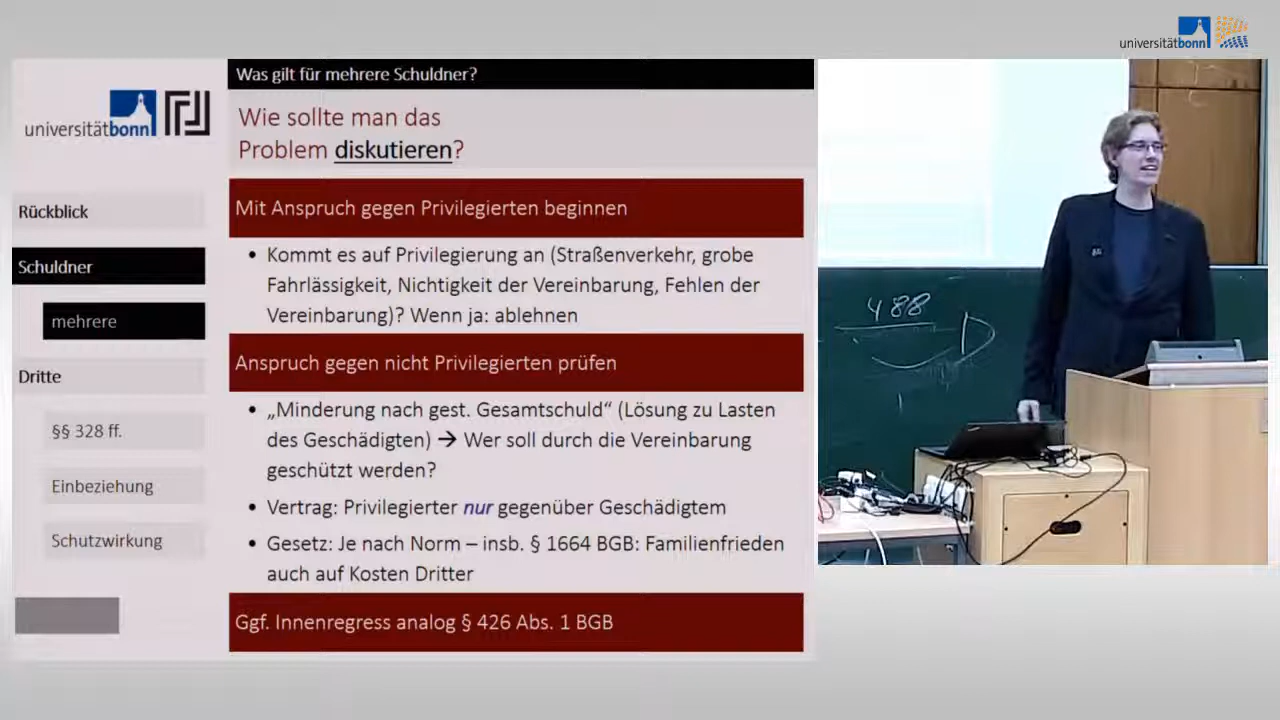 universitätbonn
Was gilt für mehrere Schuldner?
universitätbonn
Wie sollte man das
Problem diskutieren?
Rückblick
Schuldner
mehrere
Dritte
§§ 328 ff.
Einbeziehung
Schutzwirkung
Mit Anspruch gegen Privilegierten beginnen
• Kommt es auf Privilegierung an (Straßenverkehr, grobe
Fahrlässigkeit, Nichtigkeit der Vereinbarung, Fehlen der
Vereinbarung)? Wenn ja: ablehnen
Anspruch gegen nicht Privilegierten prüfen
• „Minderung nach gest. Gesamtschuld“ (Lösung zu Lasten
des Geschädigten) → Wer soll durch die Vereinbarung
geschützt werden?
• Vertrag: Privilegierter nur gegenüber Geschädigtem
• Gesetz: Je nach Norm – insb. § 1664 BGB: Familienfrieden
auch auf Kosten Dritter
Ggf. Innenregress analog § 426 Abs. 1 BGB
488
D